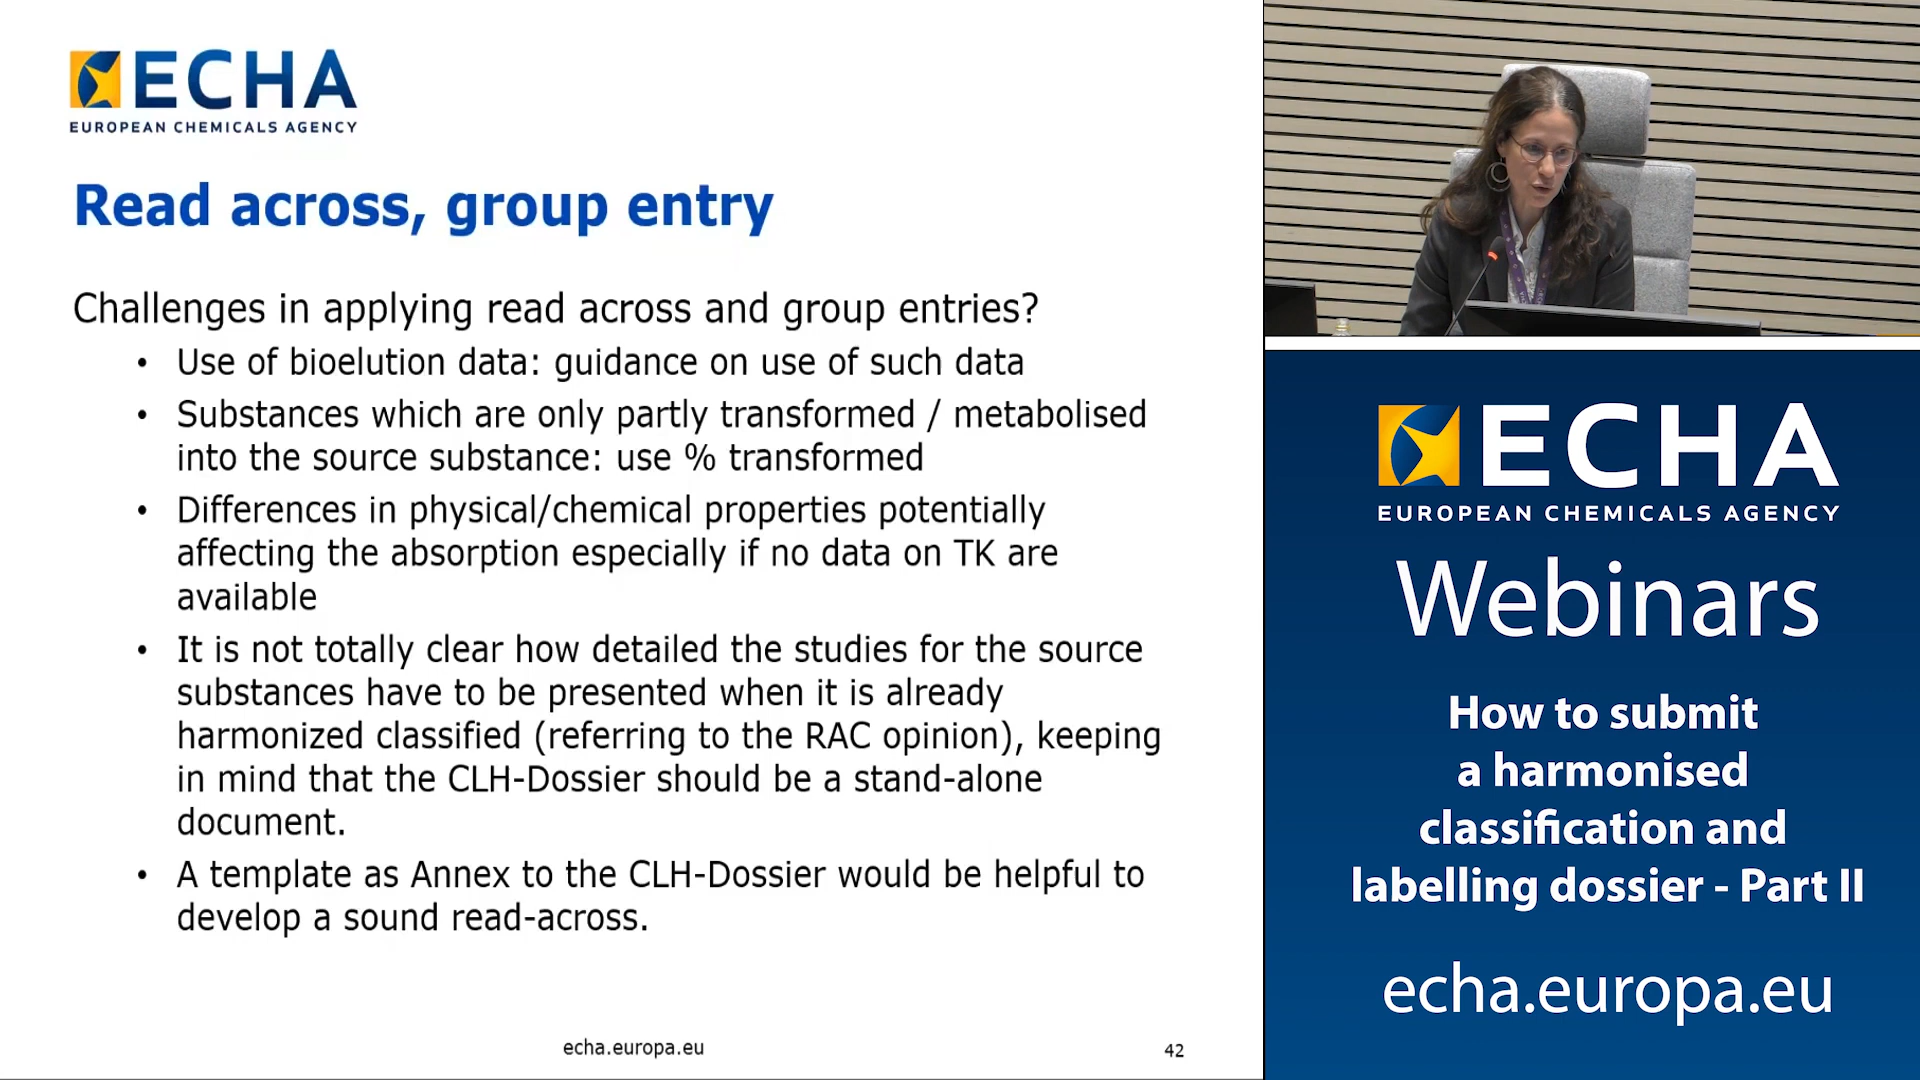 ECHA
EUROPEAN CHEMICALS AGENCY
Read across, group entry
Challenges in applying read across and group entries?
• Use of bioelution data: guidance on use of such data
• Substances which are only partly transformed / metabolised
into the source substance: use % transformed
• Differences in physical/chemical properties potentially
affecting the absorption especially if no data on TK are
available
• It is not totally clear how detailed the studies for the source
substances have to be presented when it is already
harmonized classified (referring to the RAC opinion), keeping
in mind that the CLH-Dossier should be a stand-alone
document.
• A template as Annex to the CLH-Dossier would be helpful to
develop a sound read-across.
echa.europa.eu
42
ECHA
EUROPEAN CHEMICALS AGENCY
Webinars
How to submit
a harmonised
classification and
labelling dossier - Part II
echa.europa.eu